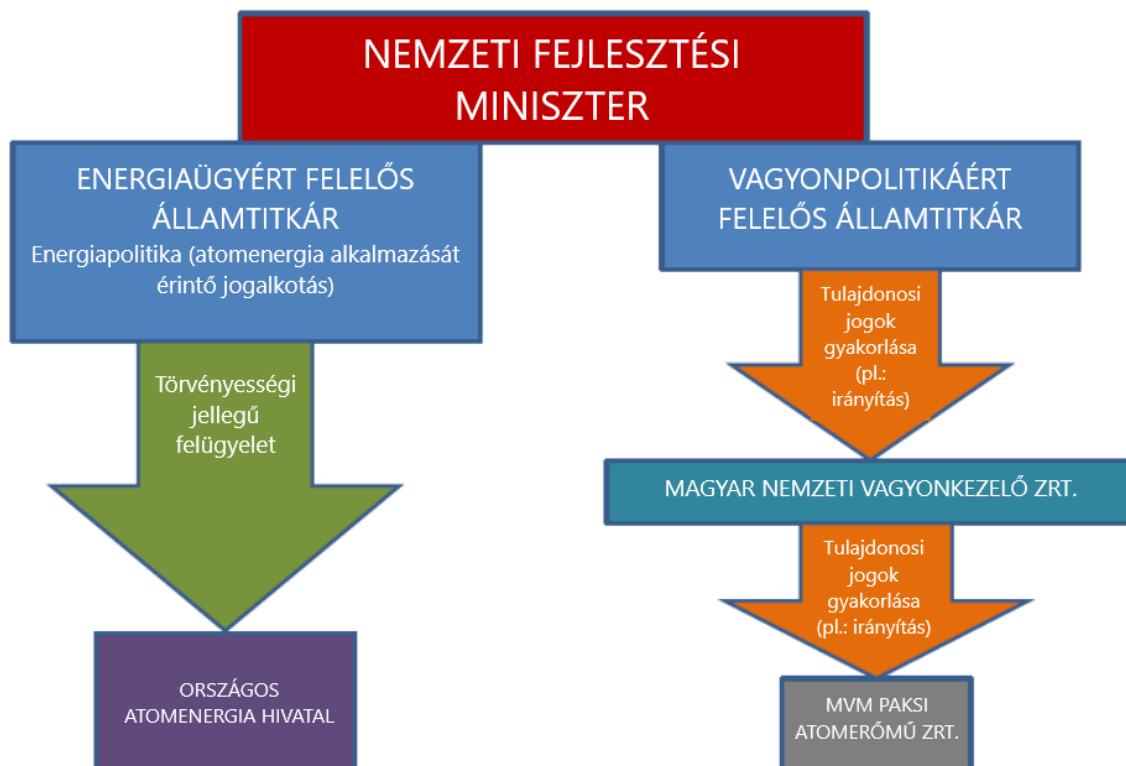 NEMZETI FEJLESZTÉSI
MINISZTER
ENERGIAÜGYÉRT FELELŐS
ÁLLAMTITKÁR
Energiapolitika (atomenergia alkalmazását
érintő jogalkotás)
Törvényességi
jellegű
felügyelet
ORSZÁGOS
ATOMENERGIA HIVATAL
VAGYONPOLITIKÁÉRT
FELELŐS ÁLLAMTITKÁR
Tulajdonosi
jogok
gyakorlása
(pl.:
irányítás)
MAGYAR NEMZETI VAGYONKEZELŐ ZRT.
Tulajdonosi
jogok
gyakorlása
(pl.: irányítás)
MVM PAKSI
ATOMERŐMŰ ZRT.